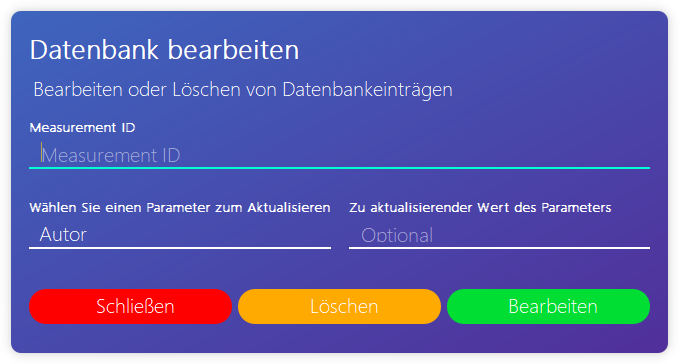 Datenbank bearbeiten
Bearbeiten oder Löschen von Datenbankeinträgen
Measurement ID
Measurement ID
Wählen Sie einen Parameter zum Aktualisieren
Zu aktualisierender Wert des Parameters
Autor
Optional
Schließen
Löschen
Bearbeiten